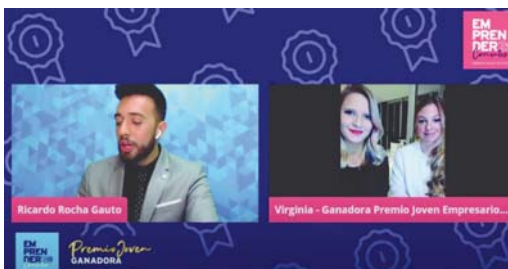 EM
PREN
DER
Ricardo Rocha Gauto
Virginia - Ganadora Premio Joven Empresario...
EM
PREN
DER
Premio Joven
GANADORA